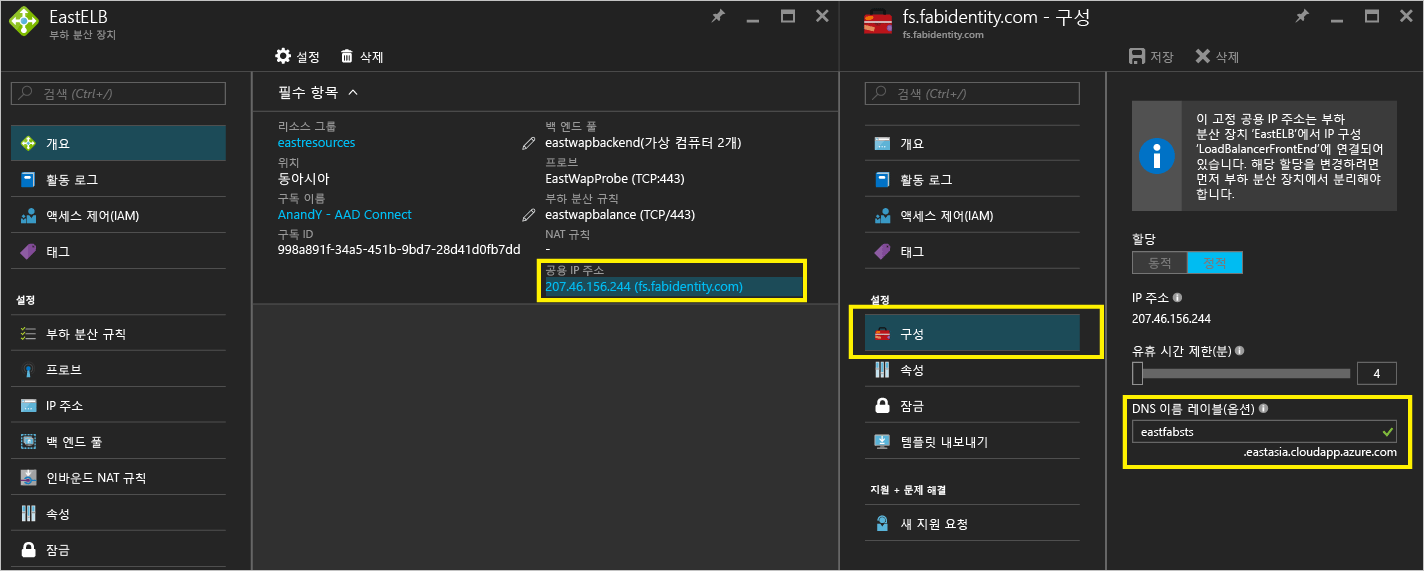 EastELB
부하 분산 장치
설정
삭제
검색 (Ctrl+/)
개요
활동 로그
액세스 제어(IAM)
태그
설정
부하 분산 규칙
프로브
IP 주소
백 엔드 풀
인바운드 NAT 규칙
속성
잠금
필수 항목
리소스 그룹
eastresources
위치
동아시아
구독 이름
AnandY - AAD Connect
구독 ID
998a891f-34a5-451b-9bd7-28d41d0fb7dd
백 엔드 풀
eastwapbackend(가상 컴퓨터 2개)
프로브
EastWapProbe (TCP:443)
부하 분산 규칙
eastwapbalance (TCP/443)
NAT 규칙
-
공용 IP 주소
207.46.156.244 (fs.fabidentity.com)
fs.fabidentity.com - 구성
fs.fabidentity.com
저장
삭제
검색 (Ctrl+/)
개요
활동 로그
액세스 제어(IAM)
태그
설정
구성
속성
잠금
템플릿 내보내기
지원 + 문제 해결
새 지원 요청
이 고정 공용 IP 주소는 부하
분산 장치 'EastELB'에서 IP 구성
'LoadBalancerFrontEnd'에 연결되어
있습니다. 해당 할당을 변경하려면
먼저 부하 분산 장치에서 분리해야
합니다.
할당
동적
정적
IP 주소
207.46.156.244
유휴 시간 제한(분)
4
DNS 이름 레이블(옵션)
eastfabsts
.eastasia.cloudapp.azure.com